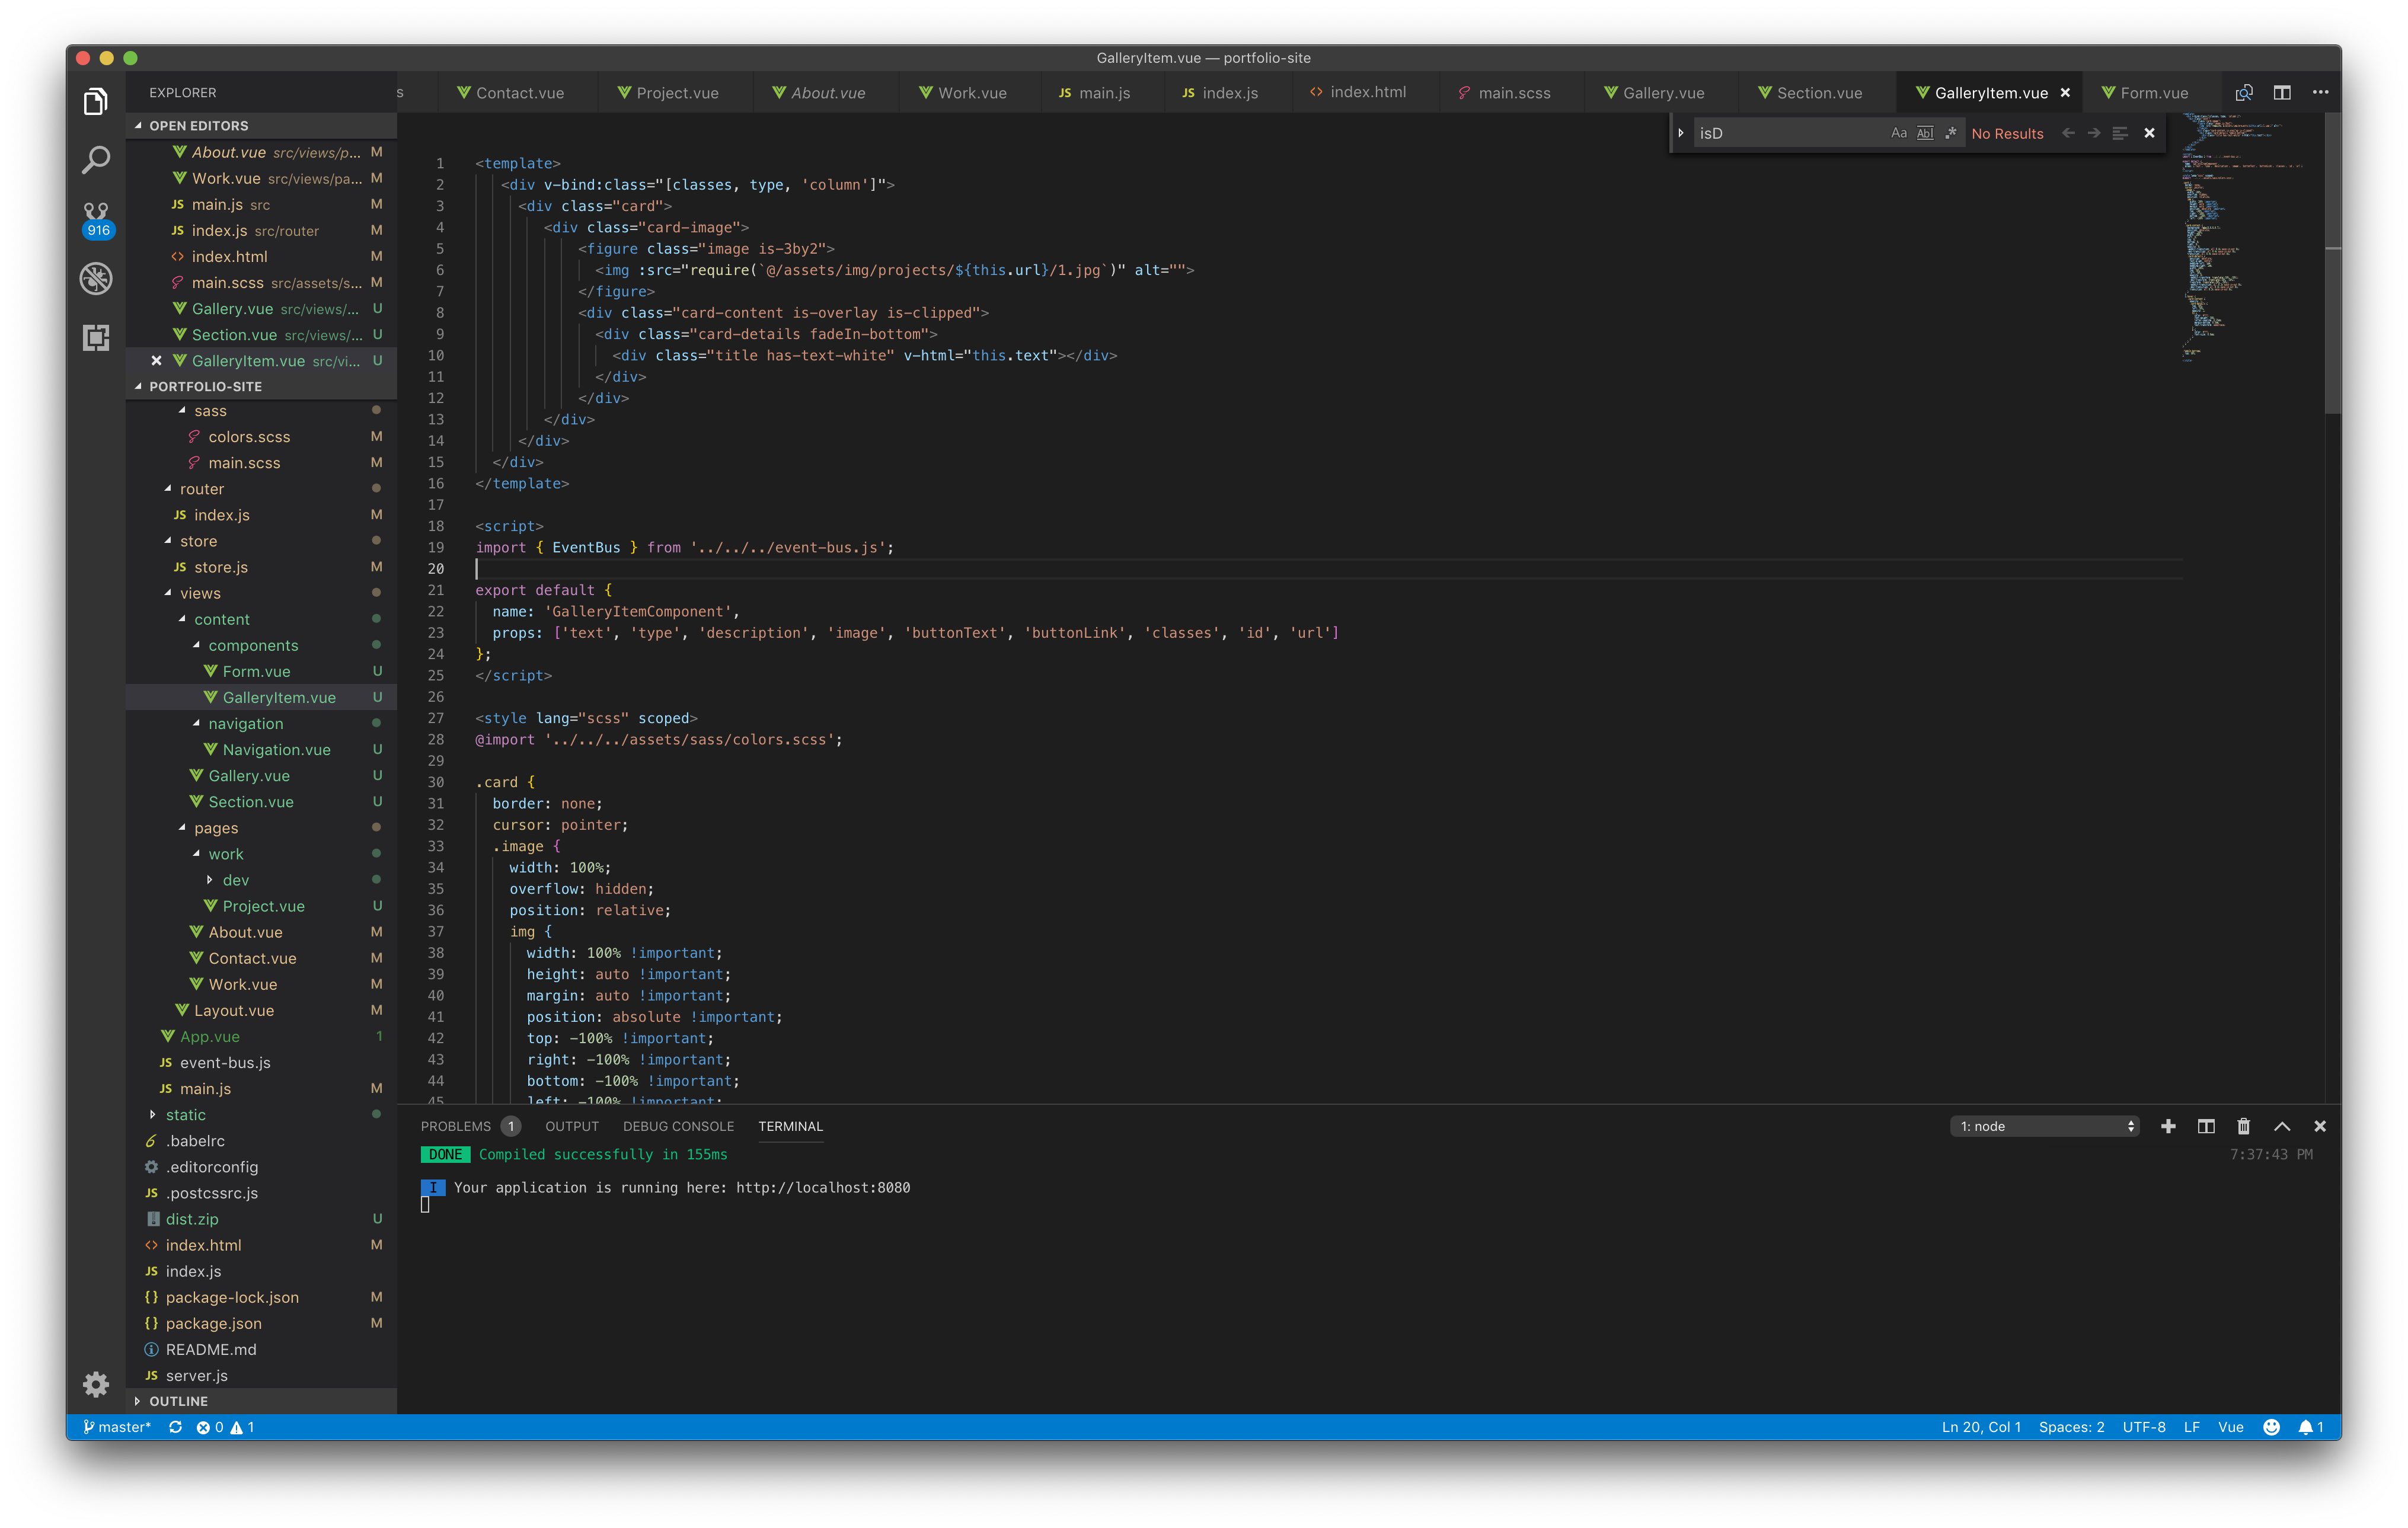 GalleryItem.vue — portfolio-site
EXPLORER
s Contact.vue Project.vue About.vue Work.vue JS main.js JS index.js <> index.html main.scss Gallery.vue Section.vue GalleryItem.vue × Form.vue
OPEN EDITORS
About.vue src/views/p... M
Work.vue src/views/pa... M
JS main.js src M
JS index.js src/router M
<> index.html M
main.scss src/assets/s... M
Gallery.vue src/views/... U
Section.vue src/views/... U
× GalleryItem.vue src/vi... U
916
PORTFOLIO-SITE
sass
colors.scss M
main.scss M
router
JS index.js M
store
JS store.js M
views
content
components
Form.vue U
GalleryItem.vue U
navigation
Navigation.vue U
Gallery.vue U
Section.vue U
pages
work
dev
Project.vue U
About.vue M
Contact.vue M
Work.vue M
Layout.vue M
App.vue 1
JS event-bus.js
JS main.js M
static
.babelrc
.editorconfig
JS .postcssrc.js
dist.zip U
<> index.html M
JS index.js
{} package-lock.json M
{} package.json M
README.md
JS server.js
OUTLINE
isD Aa Abl .* No Results
1 <template>
2 <div v-bind:class="[classes, type, 'column']">
3 <div class="card">
4 <div class="card-image">
5 <figure class="image is-3by2">
6 <img :src="require(`@/assets/img/projects/${this.url}/1.jpg`)" alt="">
7 </figure>
8 <div class="card-content is-overlay is-clipped">
9 <div class="card-details fadeIn-bottom">
10 <div class="title has-text-white" v-html="this.text"></div>
11 </div>
12 </div>
13 </div>
14 </div>
15 </div>
16 </template>
17
18 <script>
19 import { EventBus } from '../../../event-bus.js';
20
21 export default {
22 name: 'GalleryItemComponent',
23 props: ['text', 'type', 'description', 'image', 'buttonText', 'buttonLink', 'classes', 'id', 'url']
24 };
25 </script>
26
27 <style lang="scss" scoped>
28 @import '../../../assets/sass/colors.scss';
29
30 .card {
31 border: none;
32 cursor: pointer;
33 .image {
34 width: 100%;
35 overflow: hidden;
36 position: relative;
37 img {
38 width: 100% !important;
39 height: auto !important;
40 margin: auto !important;
41 position: absolute !important;
42 top: -100% !important;
43 right: -100% !important;
44 bottom: -100% !important;
45 left: -100% !important;
PROBLEMS 1 OUTPUT DEBUG CONSOLE TERMINAL 1: node
DONE Compiled successfully in 155ms 7:37:43 PM
I Your application is running here: http://localhost:8080
master* 0 1 Ln 20, Col 1 Spaces: 2 UTF-8 LF Vue 1